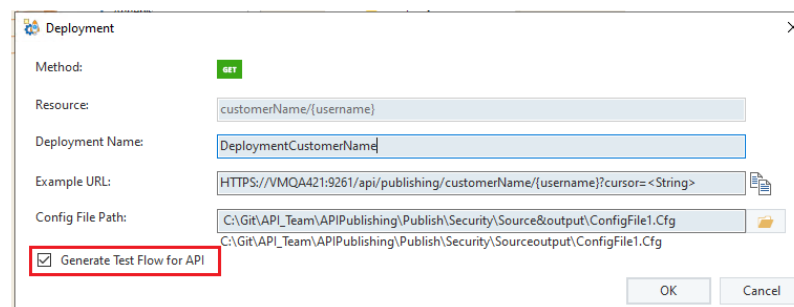 Deployment
Method:
GET
Resource:
customerName/{username}
Deployment Name:
DeploymentCustomerName
Example URL:
HTTPS://VMQA421:9261/api/publishing/customerName/{username}?cursor=<String>
Config File Path:
C:\Git\API_Team\APIPublishing\Publish\Security\Source&output\ConfigFile1.Cfg
C:\Git\API_Team\APIPublishing\Publish\Security\Sourceoutput\ConfigFile1.Cfg
Generate Test Flow for API
OK Cancel